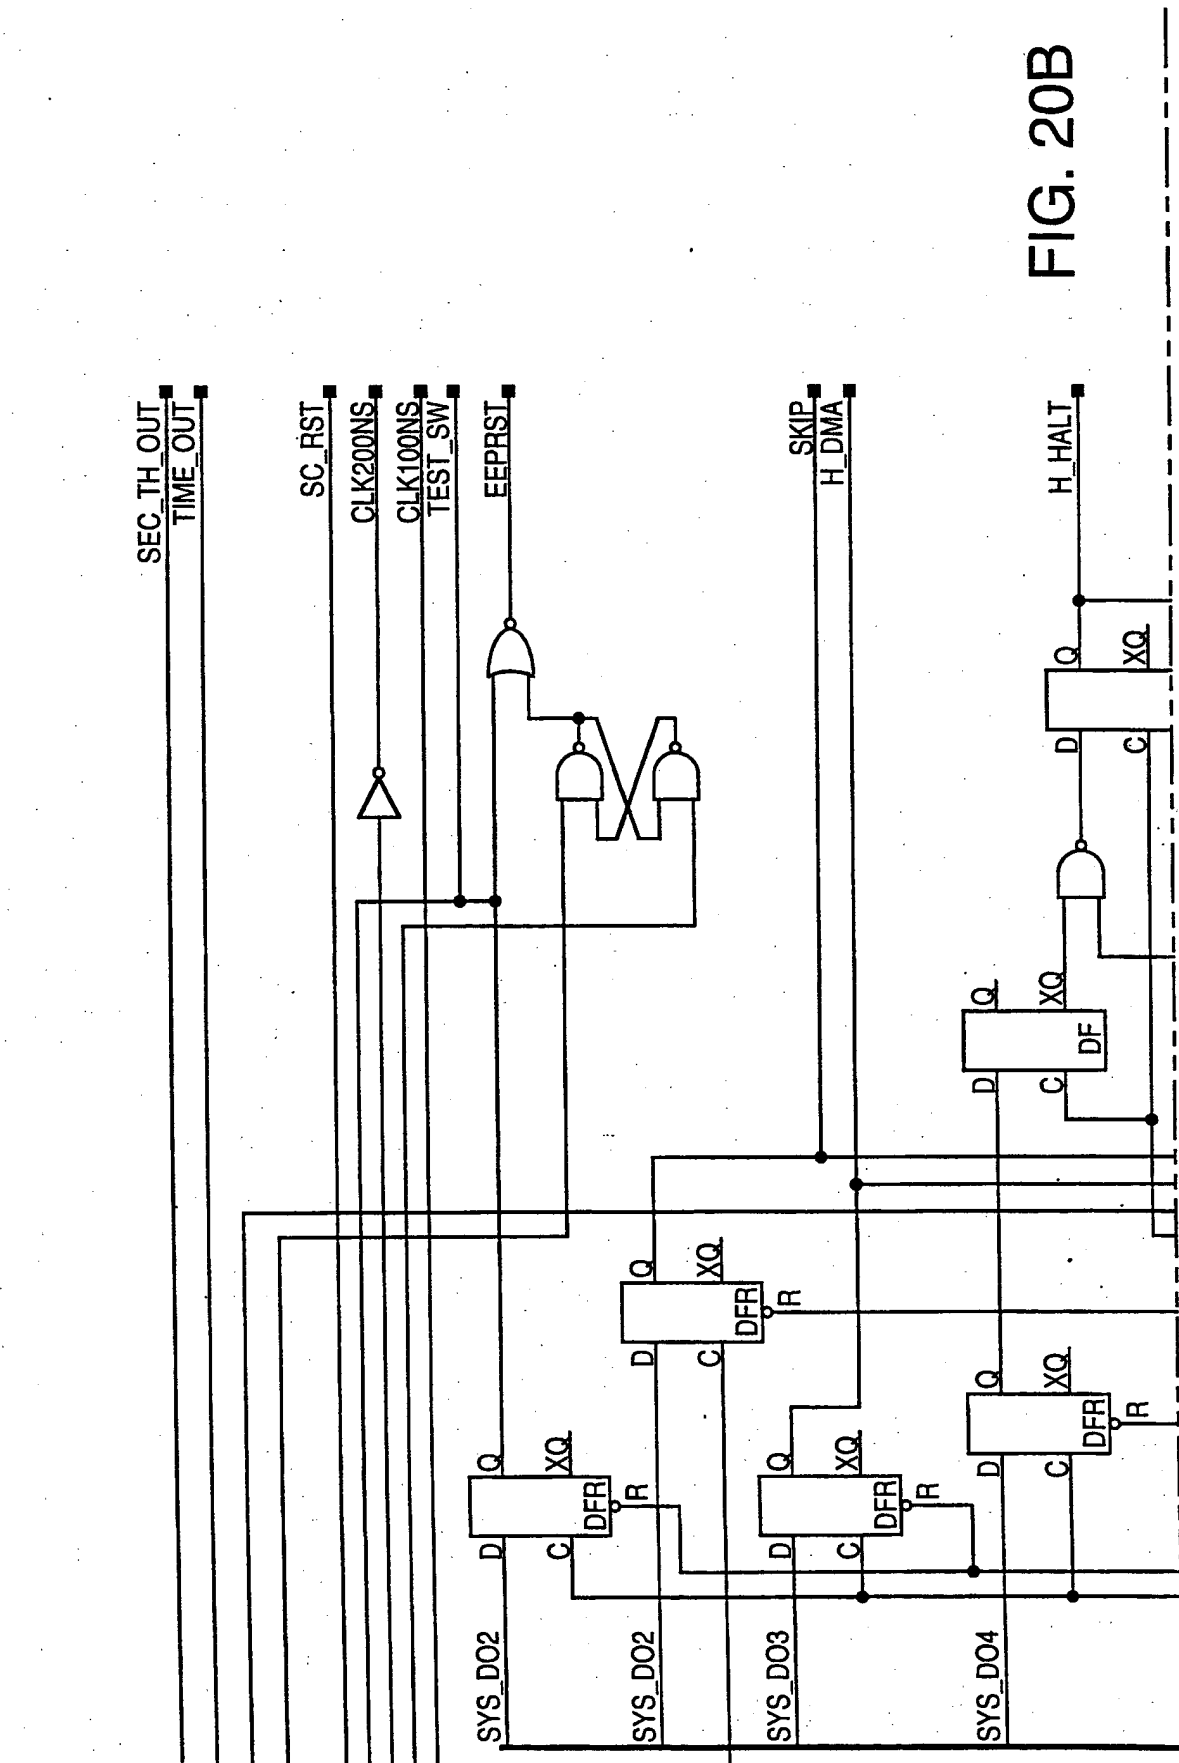 FIG. 20B
SEC_TH_OUT
TIME_OUT
SC_RST
CLK200NS
CLK100NS
TEST_SW
EEPRST
SKIP
H_DMA
H_HALT
Q
XQ
D
C
Q
XQ
D
C
DF
Q
XQ
D
C
DFR
R
Q
XQ
D
C
DFR
R
Q
XQ
D
C
DFR
R
Q
XQ
D
C
DFR
R
SYS_DO2
SYS_DO2
SYS_DO3
SYS_DO4